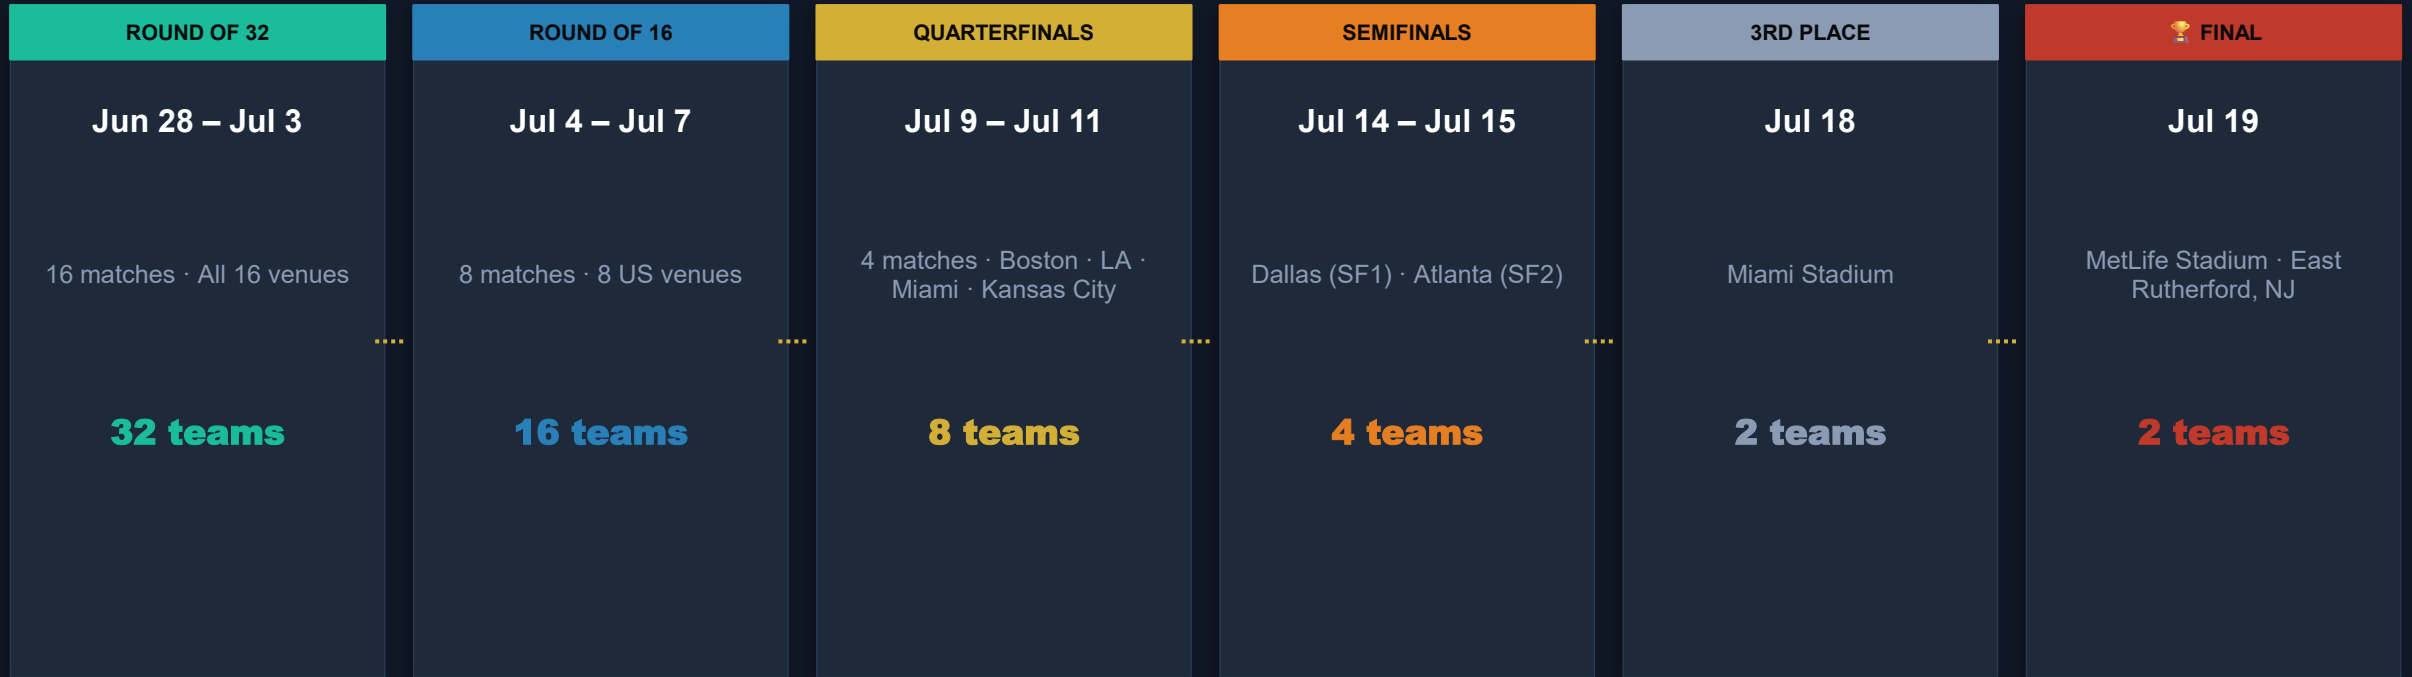 ROUND OF 32
Jun 28 – Jul 3
16 matches · All 16 venues
32 teams
ROUND OF 16
Jul 4 – Jul 7
8 matches · 8 US venues
16 teams
QUARTERFINALS
Jul 9 – Jul 11
4 matches · Boston · LA ·
Miami · Kansas City
8 teams
SEMIFINALS
Jul 14 – Jul 15
Dallas (SF1) · Atlanta (SF2)
4 teams
3RD PLACE
Jul 18
Miami Stadium
2 teams
🏆 FINAL
Jul 19
MetLife Stadium · East
Rutherford, NJ
2 teams